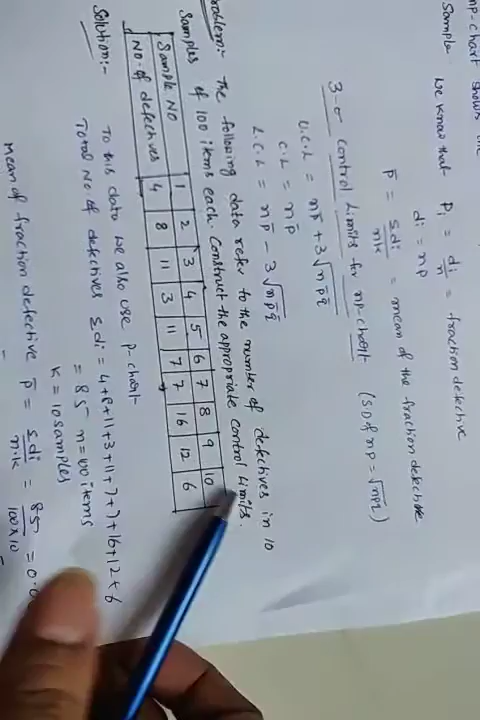 np-chart shows the
Sample. We know that Pi = di/n = fraction defective
di = np
p̄ = Σdi/nk = mean of the fraction defective
3-σ Control Limits for np-chart (SD of np = √npq)
U.C.L = np̄ + 3√np̄q̄
C.L = np̄
L.C.L = np̄ - 3√np̄q̄
Problem:- The following data refer to the number of defectives in 10
Samples of 100 items each. Construct the appropriate control limits.
Sample No 1 2 3 4 5 6 7 8 9 10
No. of defectives 4 8 11 3 11 7 7 16 12 6
Solution:- To this data we also use p-chart
Total No. of defectives Σdi = 4+8+11+3+11+7+7+16+12+6
= 85 n=100 items
K = 10 samples
Mean of fraction defective p̄ = Σdi/nk = 85/100×10 = 0.0